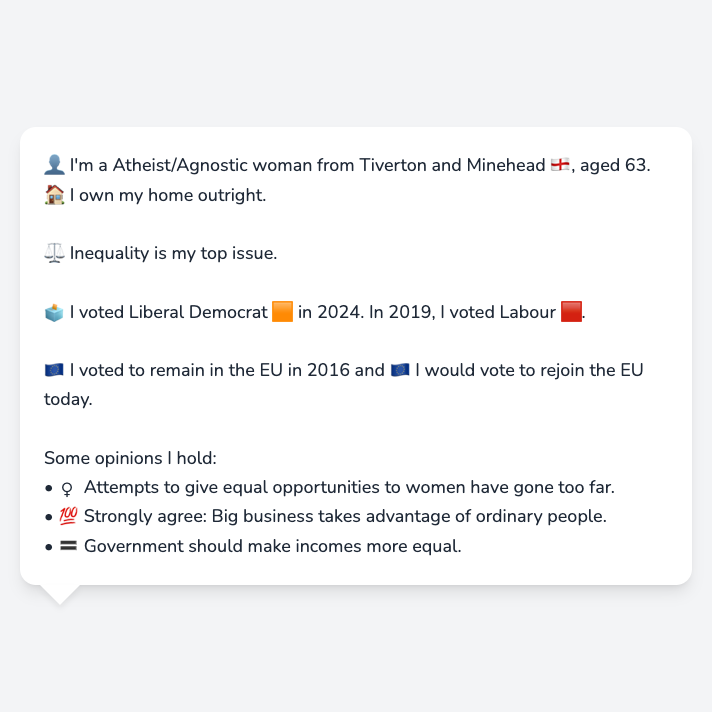 👤 I'm a Atheist/Agnostic woman from Tiverton and Minehead 🏴󠁧󠁢󠁥󠁮󠁧󠁿, aged 63.
🏠 I own my home outright.
⚖️ Inequality is my top issue.
🗳️ I voted Liberal Democrat 🟧 in 2024. In 2019, I voted Labour 🟥.
🇪🇺 I voted to remain in the EU in 2016 and 🇪🇺 I would vote to rejoin the EU
today.
Some opinions I hold:
• ♀ Attempts to give equal opportunities to women have gone too far.
• 💯 Strongly agree: Big business takes advantage of ordinary people.
• 🟰 Government should make incomes more equal.